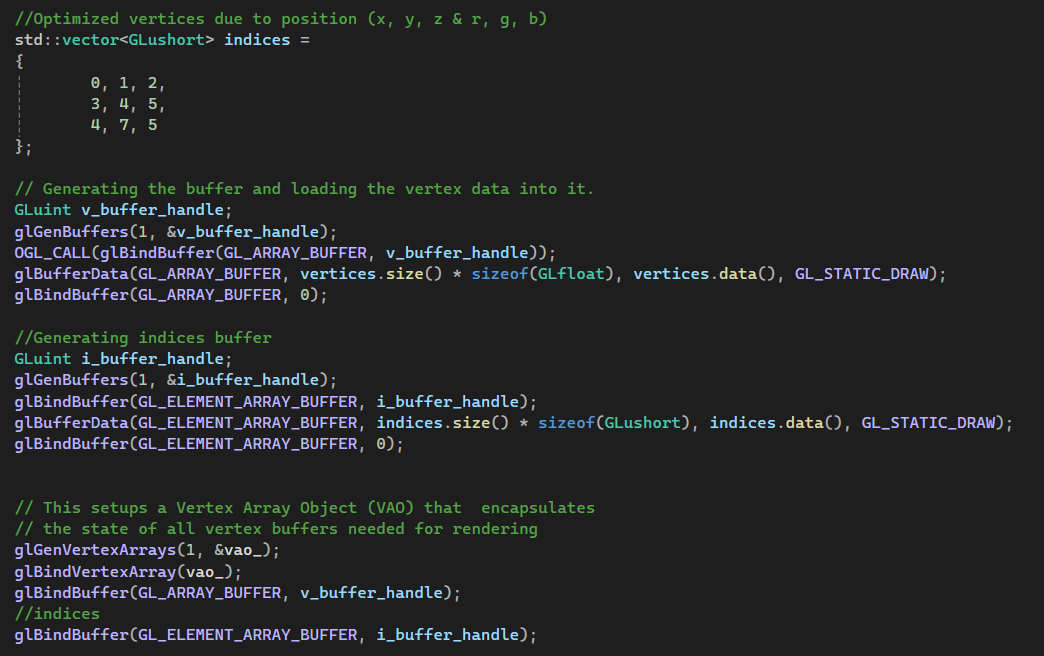 //Optimized vertices due to position (x, y, z & r, g, b)
std::vector<GLushort> indices =
{
0, 1, 2,
3, 4, 5,
4, 7, 5
};
// Generating the buffer and loading the vertex data into it.
GLuint v_buffer_handle;
glGenBuffers(1, &v_buffer_handle);
OGL_CALL(glBindBuffer(GL_ARRAY_BUFFER, v_buffer_handle));
glBufferData(GL_ARRAY_BUFFER, vertices.size() * sizeof(GLfloat), vertices.data(), GL_STATIC_DRAW);
glBindBuffer(GL_ARRAY_BUFFER, 0);
//Generating indices buffer
GLuint i_buffer_handle;
glGenBuffers(1, &i_buffer_handle);
glBindBuffer(GL_ELEMENT_ARRAY_BUFFER, i_buffer_handle);
glBufferData(GL_ELEMENT_ARRAY_BUFFER, indices.size() * sizeof(GLushort), indices.data(), GL_STATIC_DRAW);
glBindBuffer(GL_ELEMENT_ARRAY_BUFFER, 0);
// This setups a Vertex Array Object (VAO) that  encapsulates
// the state of all vertex buffers needed for rendering
glGenVertexArrays(1, &vao_);
glBindVertexArray(vao_);
glBindBuffer(GL_ARRAY_BUFFER, v_buffer_handle);
//indices
glBindBuffer(GL_ELEMENT_ARRAY_BUFFER, i_buffer_handle);